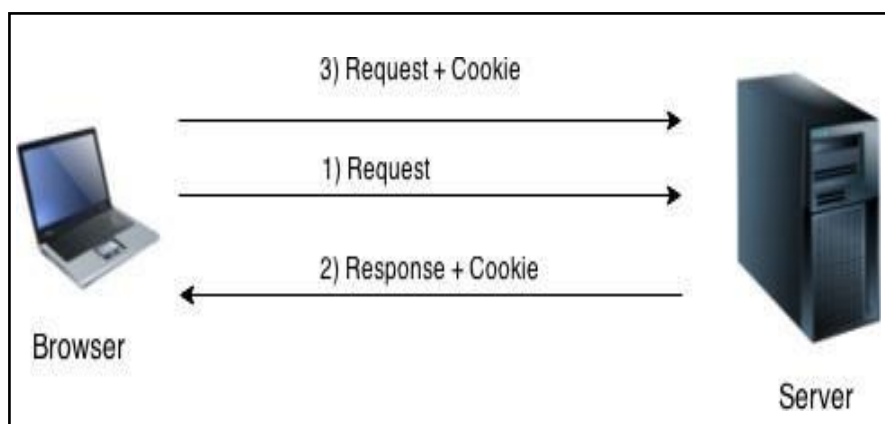 3) Request + Cookie
1) Request
2) Response + Cookie
Browser
Server